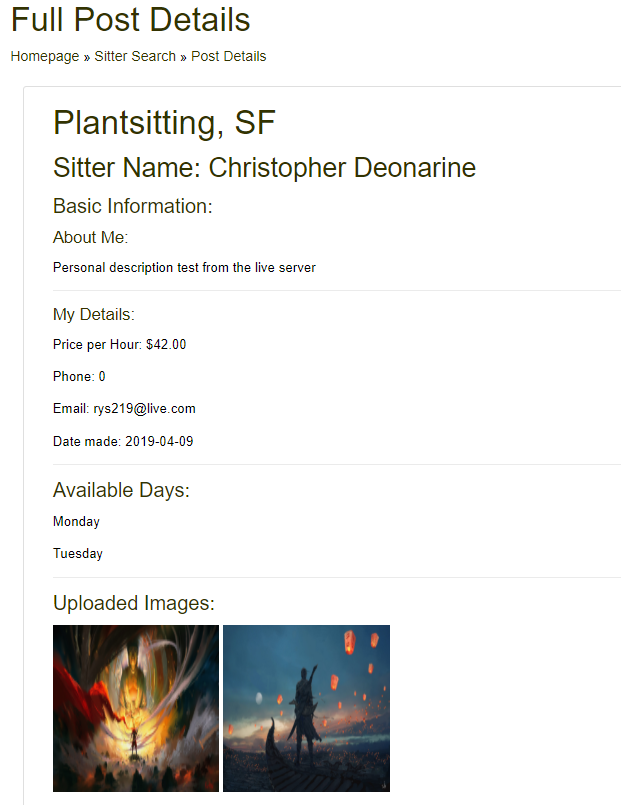 Full Post Details
Homepage » Sitter Search » Post Details
Plantsitting, SF
Sitter Name: Christopher Deonarine
Basic Information:
About Me:
Personal description test from the live server
My Details:
Price per Hour: $42.00
Phone: 0
Email: rys219@live.com
Date made: 2019-04-09
Available Days:
Monday
Tuesday
Uploaded Images: